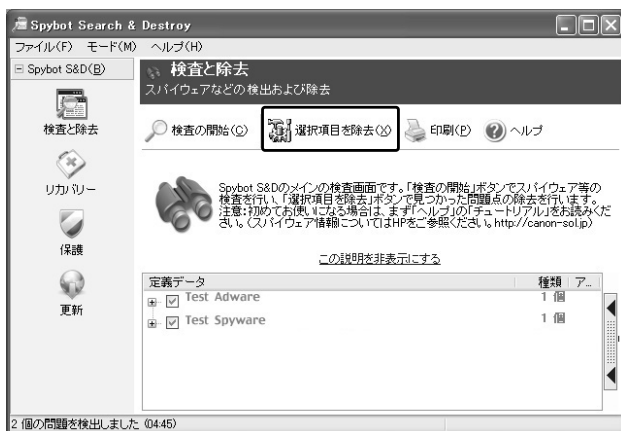 Spybot Search & Destroy
ファイル(F) モード(M) ヘルプ(H)
Spybot S&D(B)
検査と除去
リカバリー
保護
更新
検査と除去
スパイウェアなどの検出および除去
検査の開始(C) 選択項目を除去(X) 印刷(P) ヘルプ
Spybot S&Dのメインの検査画面です。「検査の開始」ボタンでスパイウェア等の
検査を行い、「選択項目を除去」ボタンで見つかった問題点の除去を行います。
注意:初めてお使いになる場合は、まず「ヘルプ」の「チュートリアル」をお読みくだ
さい。(スパイウェア情報についてはHPをご参照ください。http://canon-sol.jp)
この説明を非表示にする
定義データ 種類 ア...
Test Adware 1 個
Test Spyware 1 個
2 個の問題を検出しました (04:45)